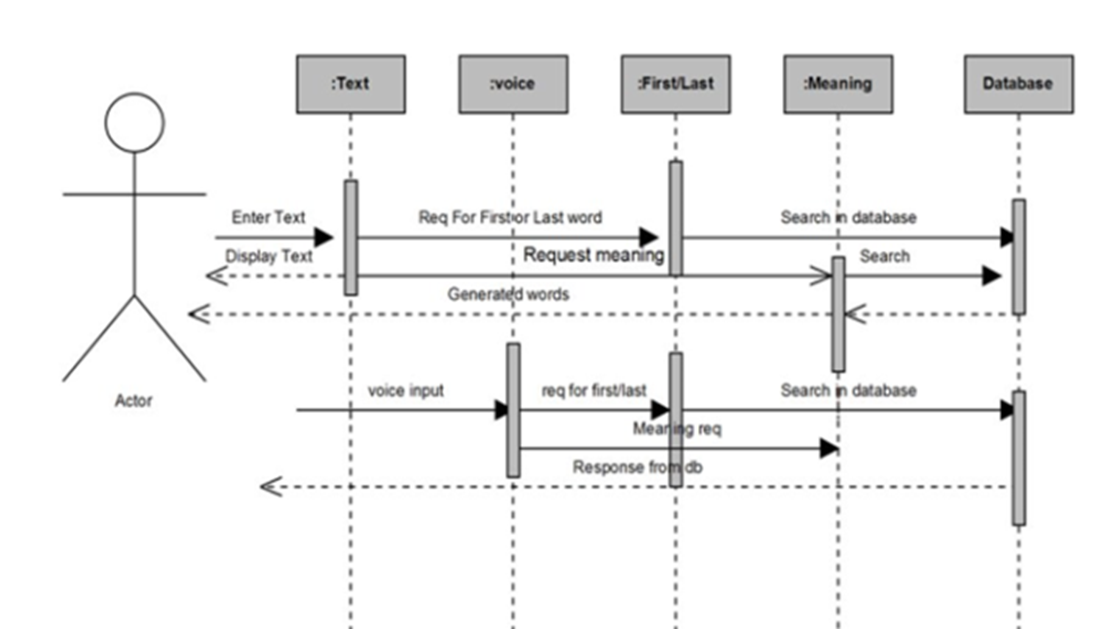 :Text
:voice
:First/Last
:Meaning
Database
Enter Text
Req For First or Last word
Search in database
Display Text
Request meaning
Search
Generated words
Actor
voice input
req for first/last
Search in database
Meaning req
Response from db